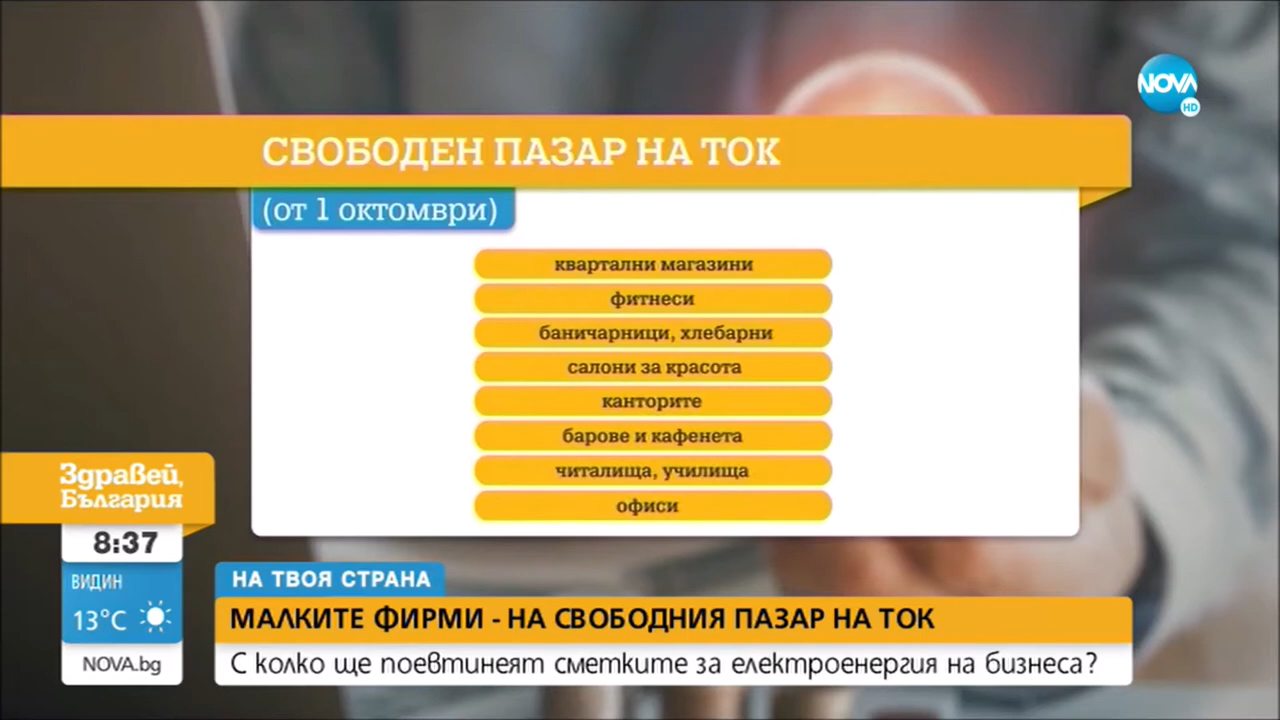 NOVA
HD
СВОБОДЕН ПАЗАР НА ТОК
(от 1 октомври)
квартални магазини
фитнеси
баничарници, хлебарни
салони за красота
канторите
барове и кафенета
читалища, училища
офиси
Здравей,
България
8:37
ВИДИН
13°C
NOVA.bg
НА ТВОЯ СТРАНА
МАЛКИТЕ ФИРМИ - НА СВОБОДНИЯ ПАЗАР НА ТОК
С колко ще поевтинеят сметките за електроенергия на бизнеса?